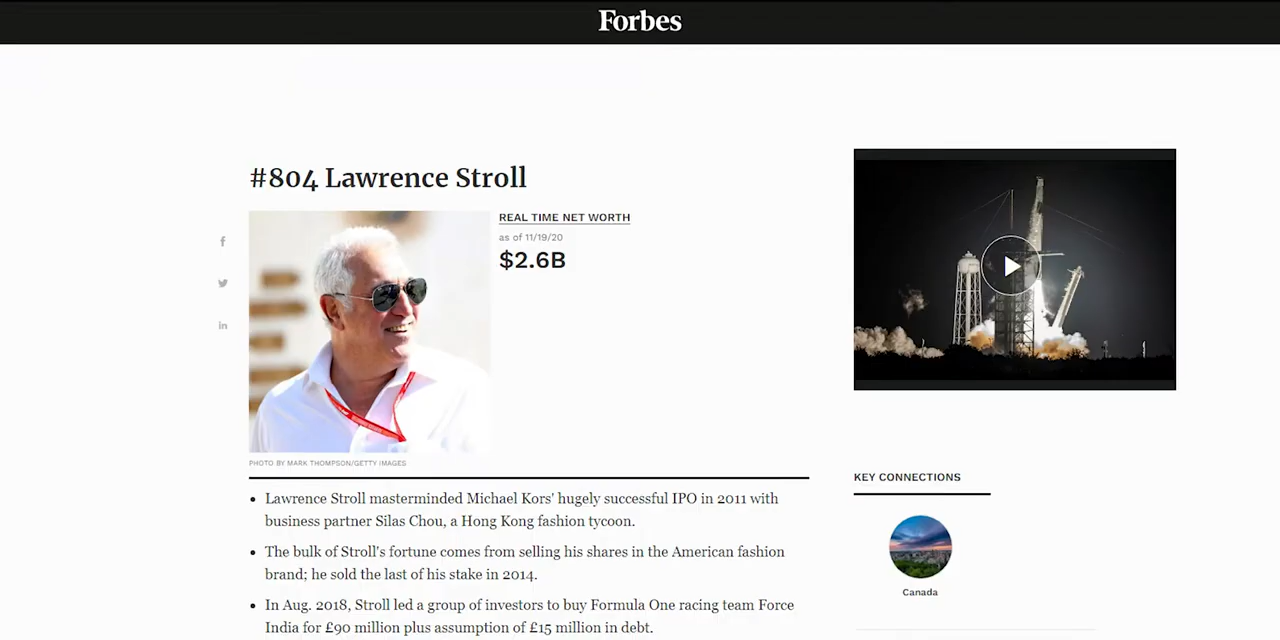 Forbes
#804 Lawrence Stroll
REAL TIME NET WORTH
as of 11/19/20
$2.6B
PHOTO BY MARK THOMPSON/GETTY IMAGES
Lawrence Stroll masterminded Michael Kors' hugely successful IPO in 2011 with
business partner Silas Chou, a Hong Kong fashion tycoon.
The bulk of Stroll's fortune comes from selling his shares in the American fashion
brand; he sold the last of his stake in 2014.
In Aug. 2018, Stroll led a group of investors to buy Formula One racing team Force
India for £90 million plus assumption of £15 million in debt.
KEY CONNECTIONS
Canada